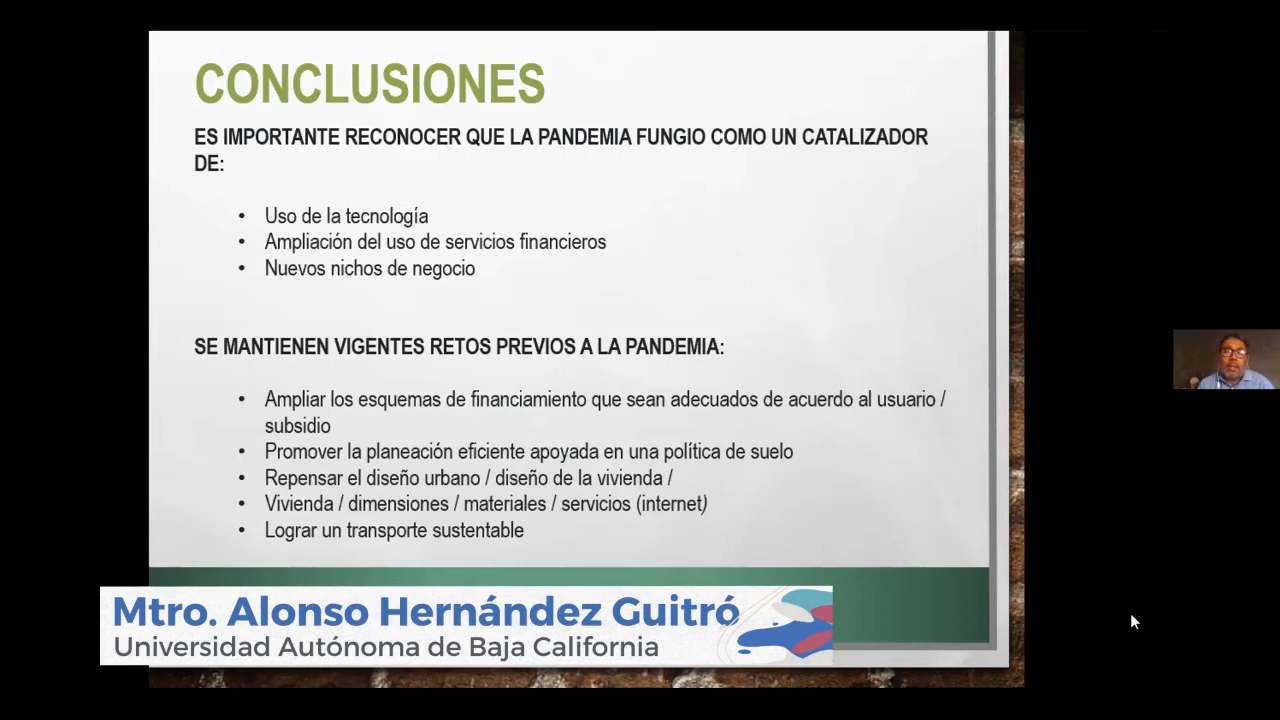 CONCLUSIONES
ES IMPORTANTE RECONOCER QUE LA PANDEMIA FUNGIO COMO UN CATALIZADOR
DE:
• Uso de la tecnología
• Ampliación del uso de servicios financieros
• Nuevos nichos de negocio
SE MANTIENEN VIGENTES RETOS PREVIOS A LA PANDEMIA:
• Ampliar los esquemas de financiamiento que sean adecuados de acuerdo al usuario /
subsidio
• Promover la planeación eficiente apoyada en una política de suelo
• Repensar el diseño urbano / diseño de la vivienda /
• Vivienda / dimensiones / materiales / servicios (internet)
• Lograr un transporte sustentable
Mtro. Alonso Hernández Guitró
Universidad Autónoma de Baja California